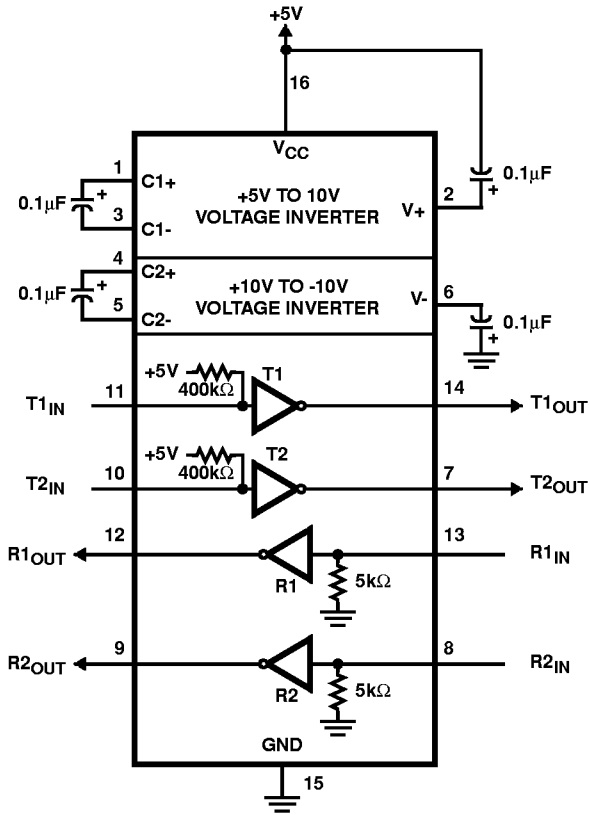 +5V
16
VCC
1
C1+
0.1µF
+
3
C1-
+5V TO 10V
VOLTAGE INVERTER
V+
2
0.1µF
+
4
C2+
0.1µF
+
5
C2-
+10V TO -10V
VOLTAGE INVERTER
V-
6
0.1µF
+
+5V
400kΩ
T1
T1IN
11
14
T1OUT
+5V
400kΩ
T2
T2IN
10
7
T2OUT
R1OUT
12
R1
5kΩ
13
R1IN
R2OUT
9
R2
5kΩ
8
R2IN
GND
15